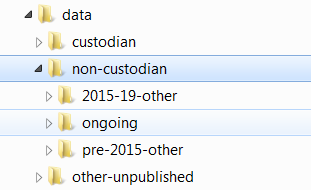 data
custodian
non-custodian
2015-19-other
ongoing
pre-2015-other
other-unpublished